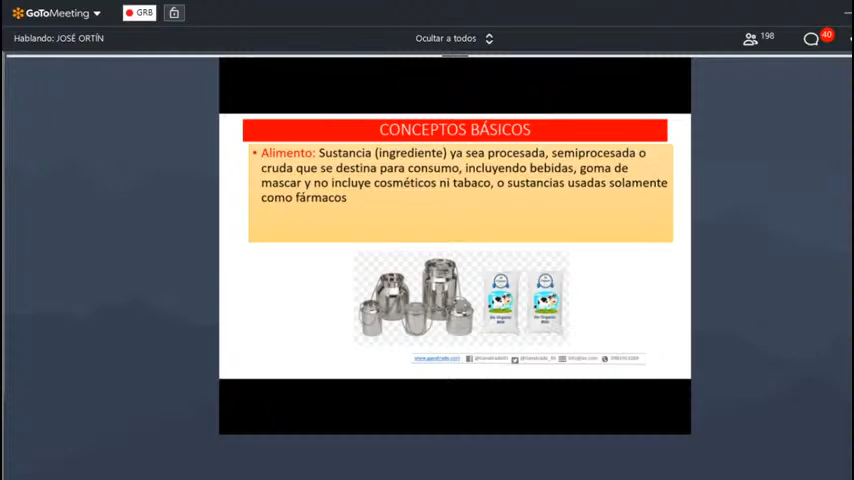 GoToMeeting
GRB
Hablando: JOSÉ ORTÍN
Ocultar a todos
198
40
CONCEPTOS BÁSICOS
• Alimento: Sustancia (ingrediente) ya sea procesada, semiprocesada o
cruda que se destina para consumo, incluyendo bebidas, goma de
mascar y no incluye cosméticos ni tabaco, o sustancias usadas solamente
como fármacos